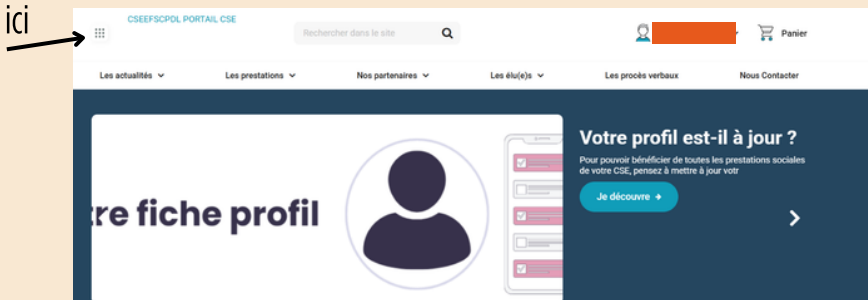 ici
CSEEFSCPDL PORTAIL CSE
Rechercher dans le site
Panier
Les actualités
Les prestations
Nos partenaires
Les élu(e)s
Les procès verbaux
Nous Contacter
tre fiche profil
Votre profil est-il à jour ?
Pour pouvoir bénéficier de toutes les prestations sociales
de votre CSE, pensez à mettre à jour votr
Je découvre